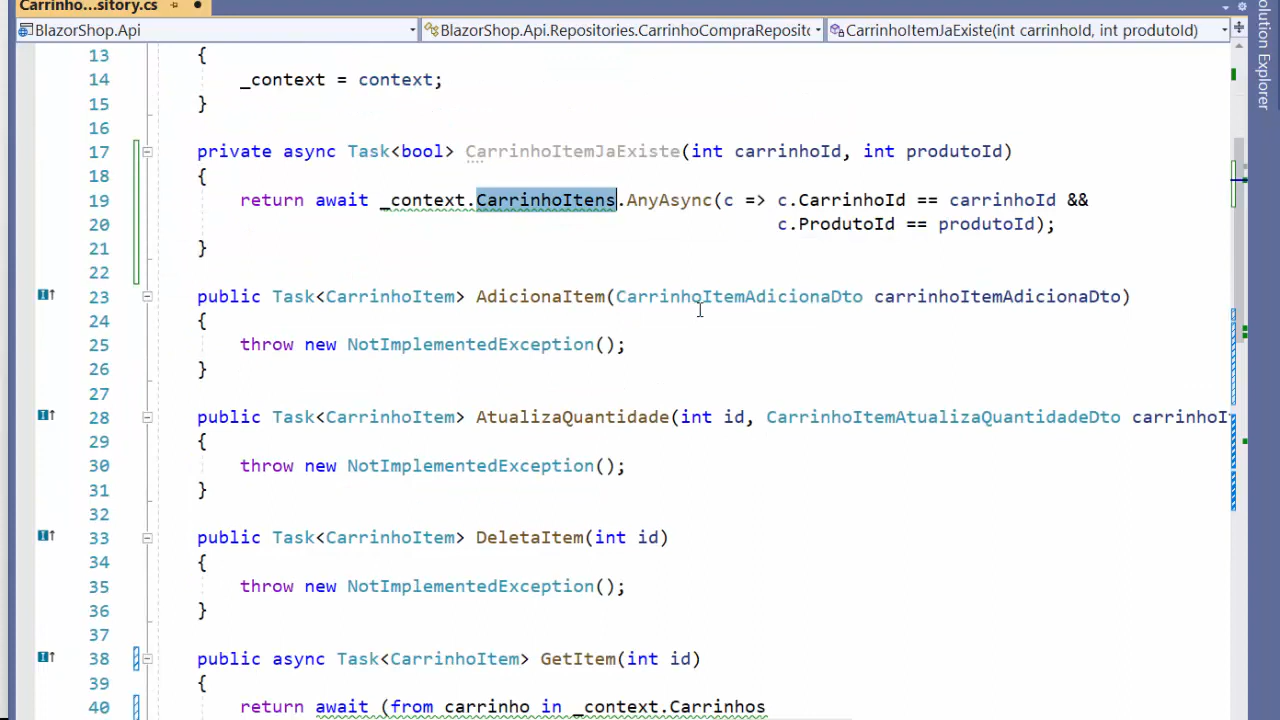 Carrinho...sitory.cs
BlazorShop.Api
BlazorShop.Api.Repositories.CarrinhoCompraReposito
CarrinhoItemJaExiste(int carrinhoId, int produtoId)
Solution Explorer
13 {
14 _context = context;
15 }
16
17 private async Task<bool> CarrinhoItemJaExiste(int carrinhoId, int produtoId)
18 {
19 return await _context.CarrinhoItens.AnyAsync(c => c.CarrinhoId == carrinhoId &&
20 c.ProdutoId == produtoId);
21 }
22
23 public Task<CarrinhoItem> AdicionaItem(CarrinhoItemAdicionaDto carrinhoItemAdicionaDto)
24 {
25 throw new NotImplementedException();
26 }
27
28 public Task<CarrinhoItem> AtualizaQuantidade(int id, CarrinhoItemAtualizaQuantidadeDto carrinhoIt
29 {
30 throw new NotImplementedException();
31 }
32
33 public Task<CarrinhoItem> DeletaItem(int id)
34 {
35 throw new NotImplementedException();
36 }
37
38 public async Task<CarrinhoItem> GetItem(int id)
39 {
40 return await (from carrinho in _context.Carrinhos